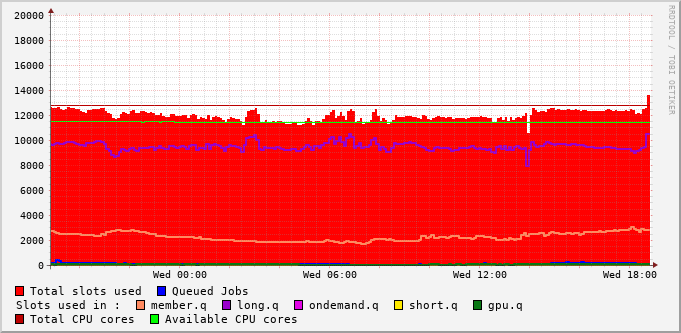 20000
18000
16000
14000
12000
10000
8000
6000
4000
2000
0
Wed 00:00 Wed 06:00 Wed 12:00 Wed 18:00
Total slots used Queued Jobs
Slots used in : member.q long.q ondemand.q short.q gpu.q
Total CPU cores Available CPU cores
RRDTOOL / TOBI OETIKER